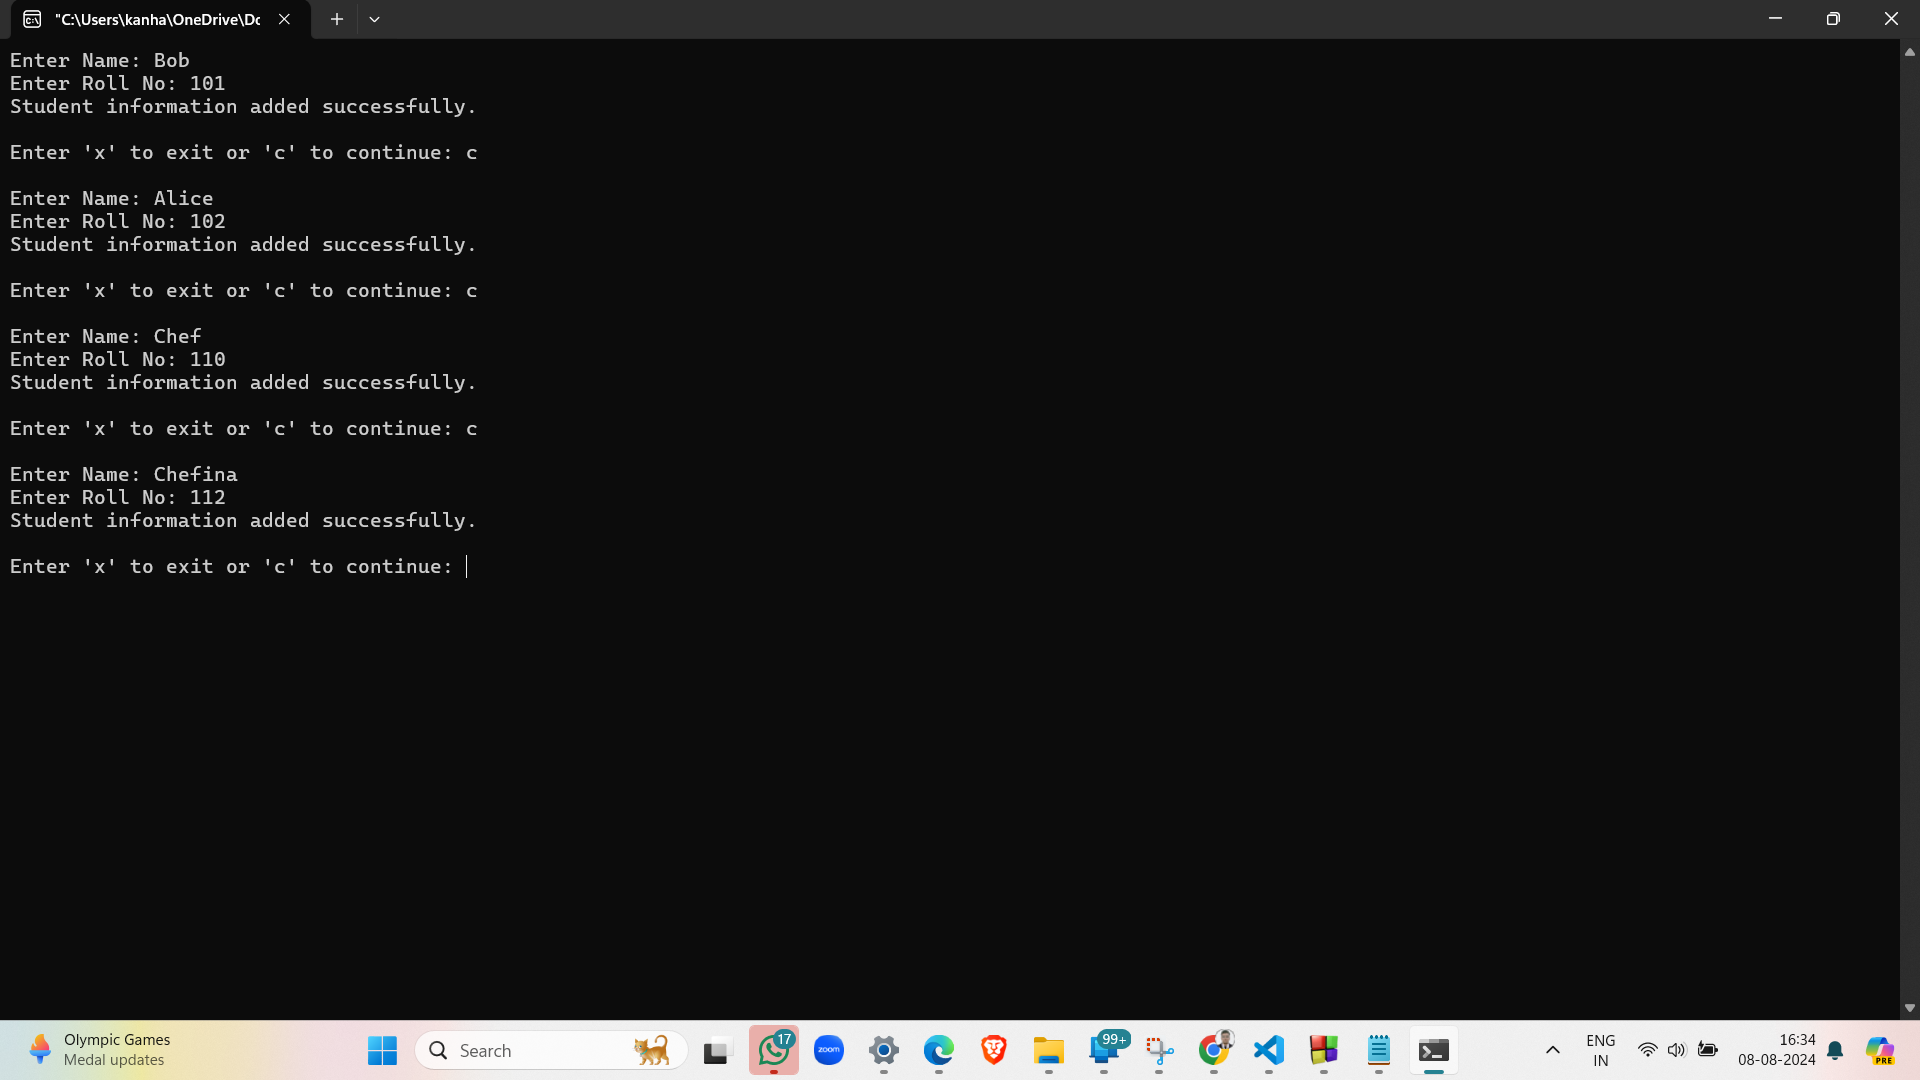 "C:\Users\kanha\OneDrive\Dc
Enter Name: Bob
Enter Roll No: 101
Student information added successfully.
Enter 'x' to exit or 'c' to continue: c
Enter Name: Alice
Enter Roll No: 102
Student information added successfully.
Enter 'x' to exit or 'c' to continue: c
Enter Name: Chef
Enter Roll No: 110
Student information added successfully.
Enter 'x' to exit or 'c' to continue: c
Enter Name: Chefina
Enter Roll No: 112
Student information added successfully.
Enter 'x' to exit or 'c' to continue:
Olympic Games
Medal updates
Search
17
zoom
99+
ENG
IN
16:34
08-08-2024
PRE